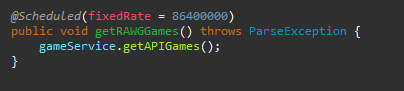 @Scheduled(fixedRate = 86400000)
public void getRAWGGames() throws ParseException {
    gameService.getAPIGames();
}